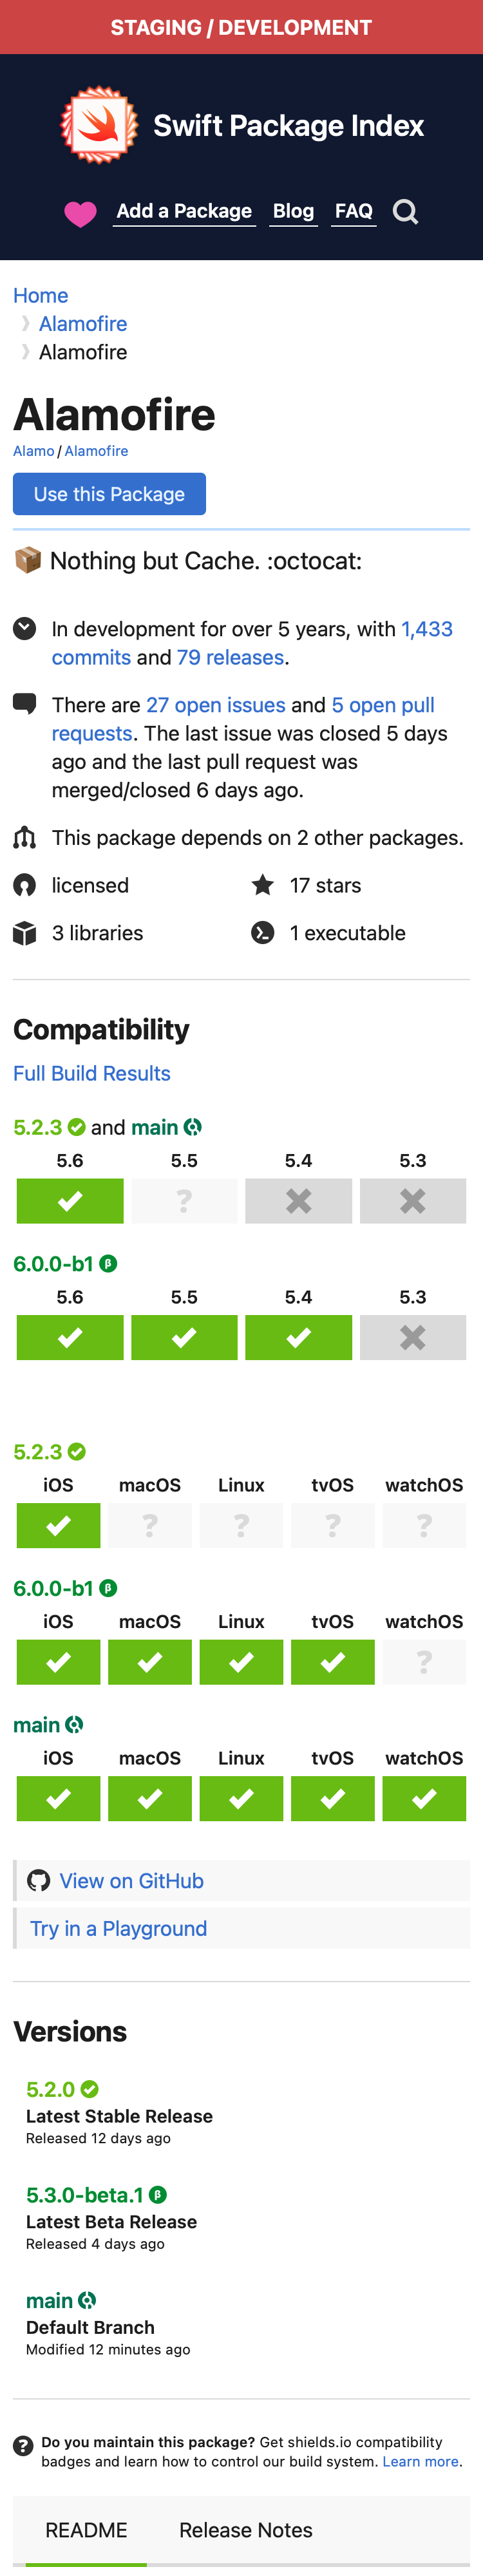 STAGING / DEVELOPMENT
Swift Package Index
Add a Package Blog FAQ
Home
Alamofire
Alamofire
Alamofire
Alamo / Alamofire
Use this Package
Nothing but Cache. :octocat:
In development for over 5 years, with 1,433
commits and 79 releases.
There are 27 open issues and 5 open pull
requests. The last issue was closed 5 days
ago and the last pull request was
merged/closed 6 days ago.
This package depends on 2 other packages.
licensed 17 stars
3 libraries 1 executable
Compatibility
Full Build Results
5.2.3 and main
5.6 5.5 5.4 5.3
?
6.0.0-b1 β
5.6 5.5 5.4 5.3
5.2.3
iOS macOS Linux tvOS watchOS
? ? ? ?
6.0.0-b1 β
iOS macOS Linux tvOS watchOS
?
main
iOS macOS Linux tvOS watchOS
View on GitHub
Try in a Playground
Versions
5.2.0
Latest Stable Release
Released 12 days ago
5.3.0-beta.1 β
Latest Beta Release
Released 4 days ago
main
Default Branch
Modified 12 minutes ago
? Do you maintain this package? Get shields.io compatibility
badges and learn how to control our build system. Learn more.
README Release Notes